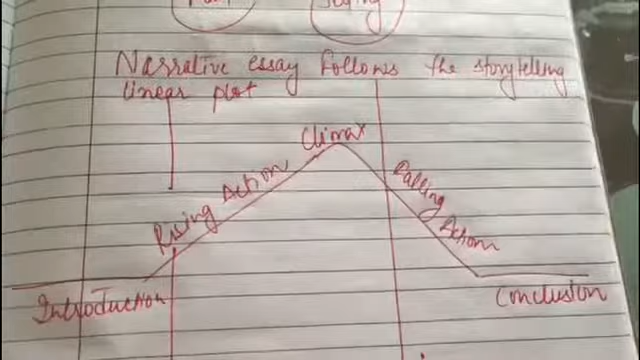 Narrative essay Follows the storytelling
linear plot
Climax
Rising Action
Falling Action
Introduction
Conclusion